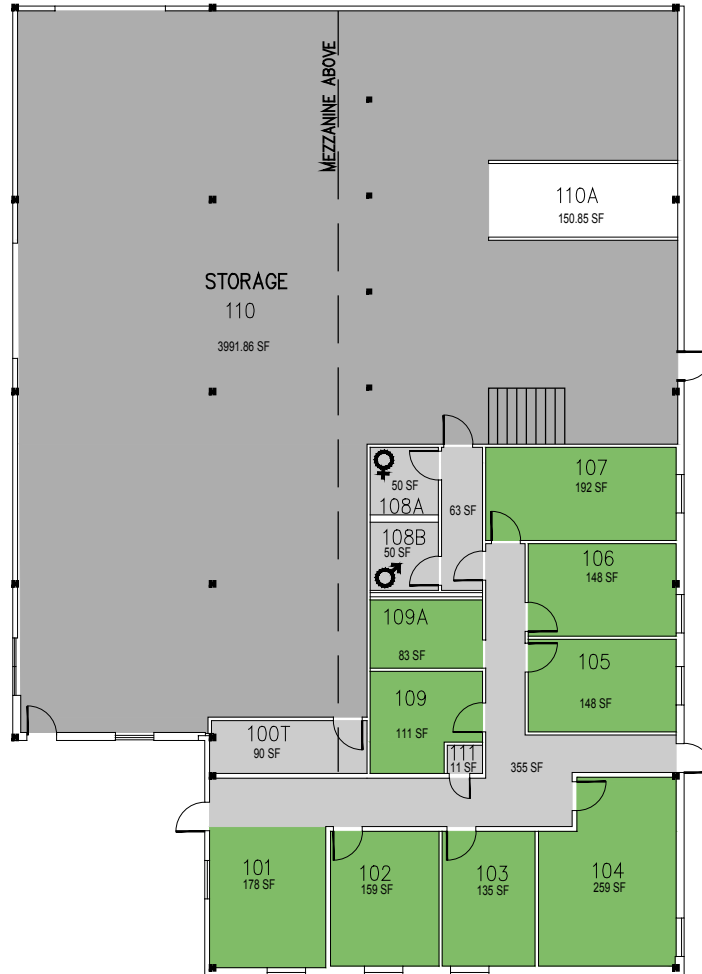 MEZZANINE ABOVE
110A
150.85 SF
STORAGE
110
3991.86 SF
107
192 SF
50 SF
108A
63 SF
108B
50 SF
106
148 SF
109A
83 SF
105
148 SF
109
111 SF
100T
90 SF
111
11 SF
355 SF
101
178 SF
102
159 SF
103
135 SF
104
259 SF